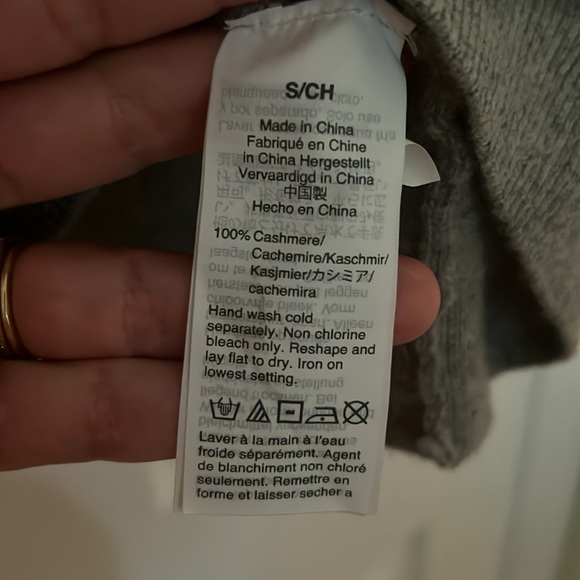 S/CH
Made in China
Fabriqué en Chine
in China Hergestellt
Vervaardigd in China
中国製
Hecho en China
100% Cashmere/
Cachemire/Kaschmir/
Kasjmier/カシミア/
cachemira
Hand wash cold
separately. Non chlorine
bleach only. Reshape and
lay flat to dry. Iron on
lowest setting.
Laver à la main à l'eau
froide séparément. Agent
de blanchiment non chloré
seulement. Remettre en
forme et laisser secher a